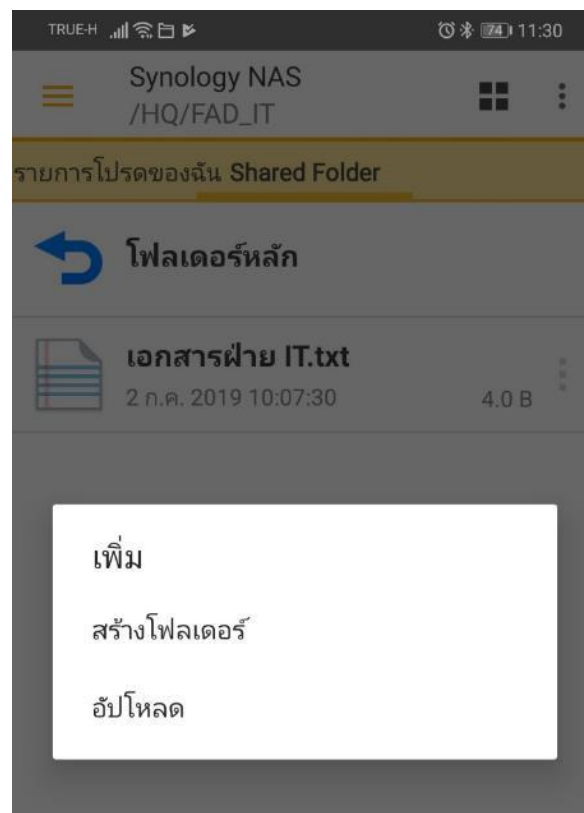 TRUE-H 74 11:30
Synology NAS
/HQ/FAD_IT
รายการโปรดของฉัน Shared Folder
โฟลเดอร์หลัก
เอกสารฝ่าย IT.txt
2 ก.ค. 2019 10:07:30 4.0 B
เพิ่ม
สร้างโฟลเดอร์
อัปโหลด